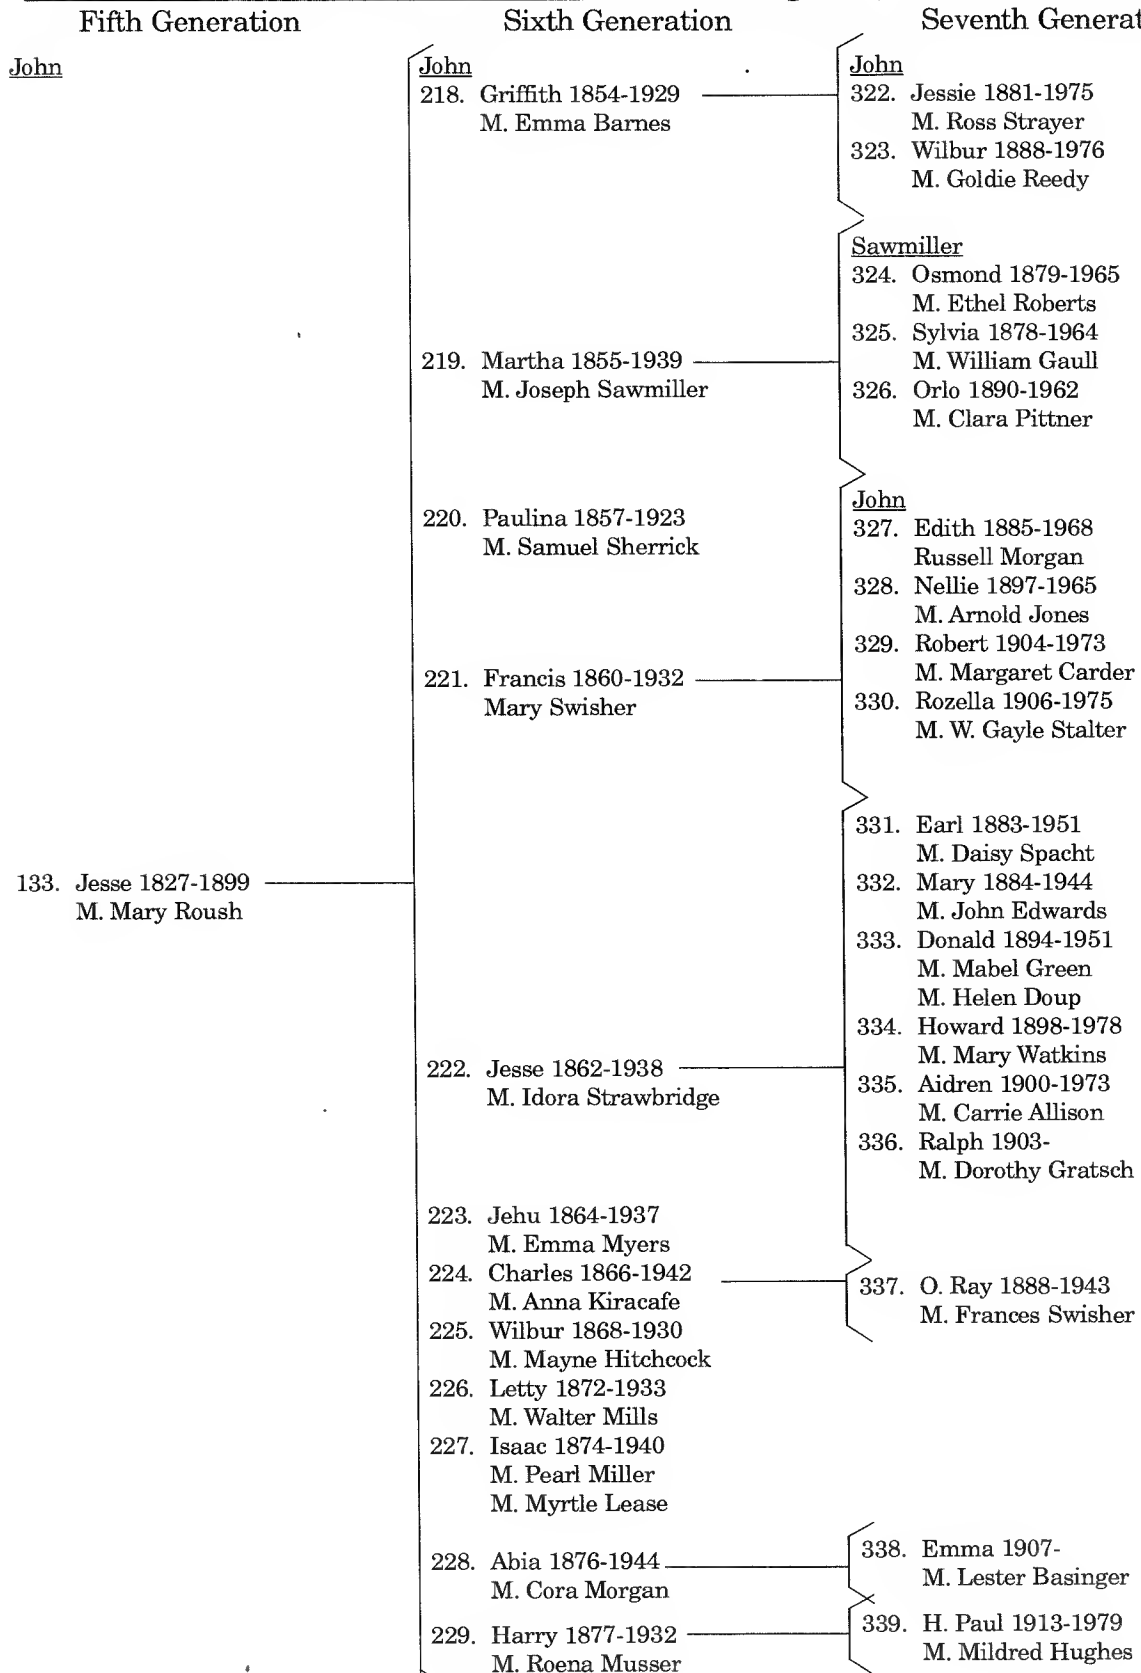 Fifth Generation
Sixth Generation
Seventh Generat
John
133. Jesse 1827-1899
M. Mary Roush
John
218. Griffith 1854-1929
M. Emma Barnes
219. Martha 1855-1939
M. Joseph Sawmiller
220. Paulina 1857-1923
M. Samuel Sherrick
221. Francis 1860-1932
Mary Swisher
222. Jesse 1862-1938
M. Idora Strawbridge
223. Jehu 1864-1937
M. Emma Myers
224. Charles 1866-1942
M. Anna Kiracafe
225. Wilbur 1868-1930
M. Mayne Hitchcock
226. Letty 1872-1933
M. Walter Mills
227. Isaac 1874-1940
M. Pearl Miller
M. Myrtle Lease
228. Abia 1876-1944
M. Cora Morgan
229. Harry 1877-1932
M. Roena Musser
John
322. Jessie 1881-1975
M. Ross Strayer
323. Wilbur 1888-1976
M. Goldie Reedy
Sawmiller
324. Osmond 1879-1965
M. Ethel Roberts
325. Sylvia 1878-1964
M. William Gaull
326. Orlo 1890-1962
M. Clara Pittner
John
327. Edith 1885-1968
Russell Morgan
328. Nellie 1897-1965
M. Arnold Jones
329. Robert 1904-1973
M. Margaret Carder
330. Rozella 1906-1975
M. W. Gayle Stalter
331. Earl 1883-1951
M. Daisy Spacht
332. Mary 1884-1944
M. John Edwards
333. Donald 1894-1951
M. Mabel Green
M. Helen Doup
334. Howard 1898-1978
M. Mary Watkins
335. Aidren 1900-1973
M. Carrie Allison
336. Ralph 1903-
M. Dorothy Gratsch
337. O. Ray 1888-1943
M. Frances Swisher
338. Emma 1907-
M. Lester Basinger
339. H. Paul 1913-1979
M. Mildred Hughes